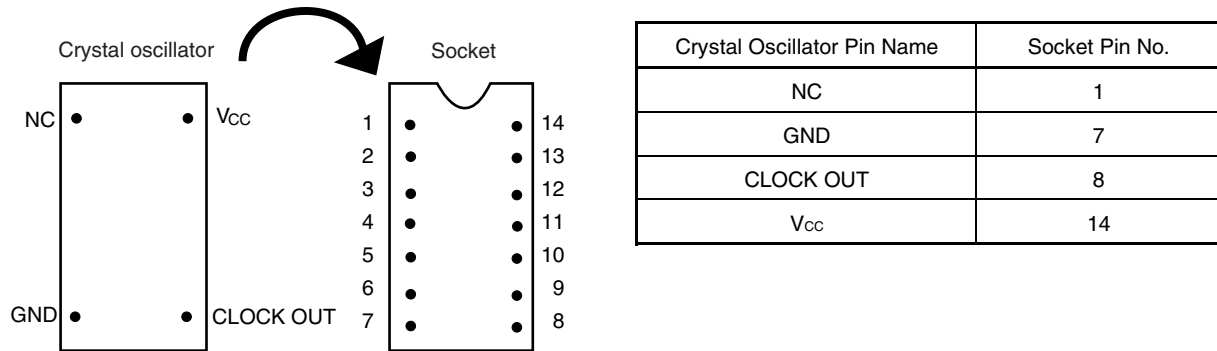 Crystal oscillator
NC
VCC
GND
CLOCK OUT
Socket
1 14
2 13
3 12
4 11
5 10
6 9
7 8
Crystal Oscillator Pin Name Socket Pin No.
NC 1
GND 7
CLOCK OUT 8
VCC 14